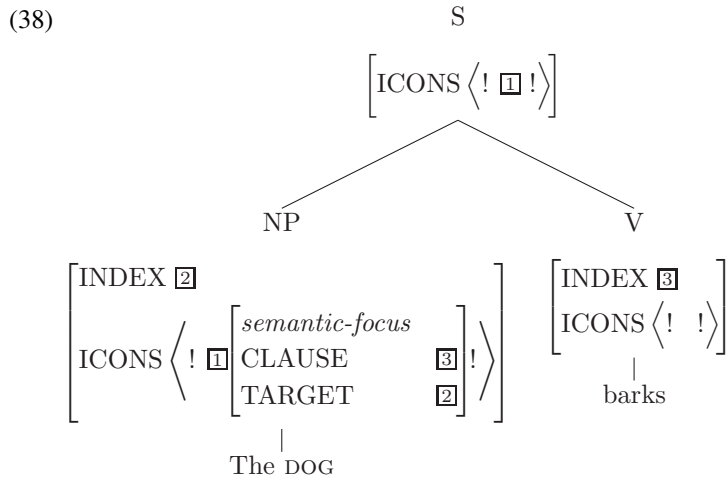 (38)
S
[ICONS ⟨! 1 !⟩]
NP V
INDEX 2
ICONS ⟨! 1 [semantic-focus
CLAUSE 3
TARGET 2] !⟩
INDEX 3
ICONS ⟨! !⟩
The DOG
barks